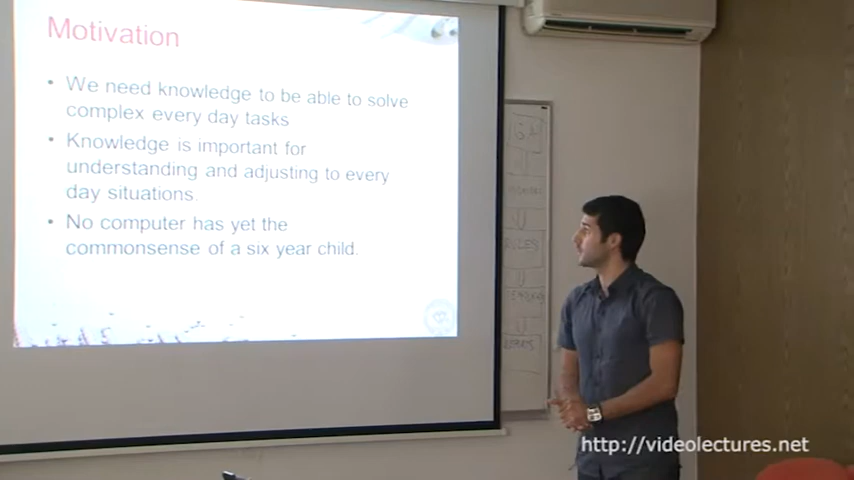 Motivation
• We need knowledge to be able to solve
complex every day tasks
• Knowledge is important for
understanding and adjusting to every
day situations.
• No computer has yet the
commonsense of a six year child.
RULES
http://videolectures.net